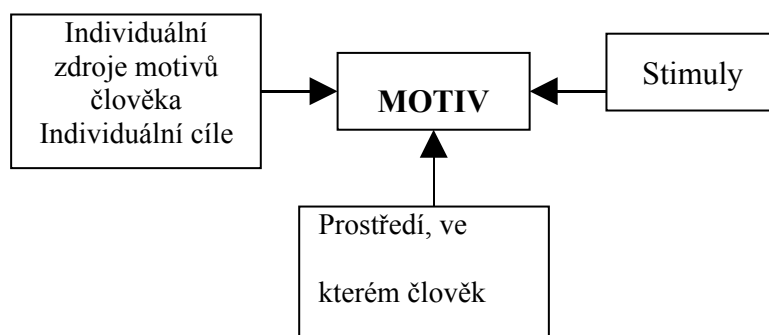 Individuální
zdroje motivů
člověka
Individuální cíle
MOTIV
Stimuly
Prostředí, ve
kterém člověk